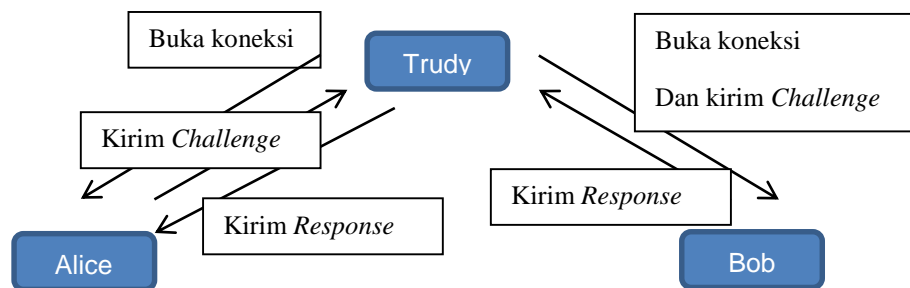 Buka koneksi
Trudy
Buka koneksi
Dan kirim Challenge
Kirim Challenge
Kirim Response
Kirim Response
Alice
Bob